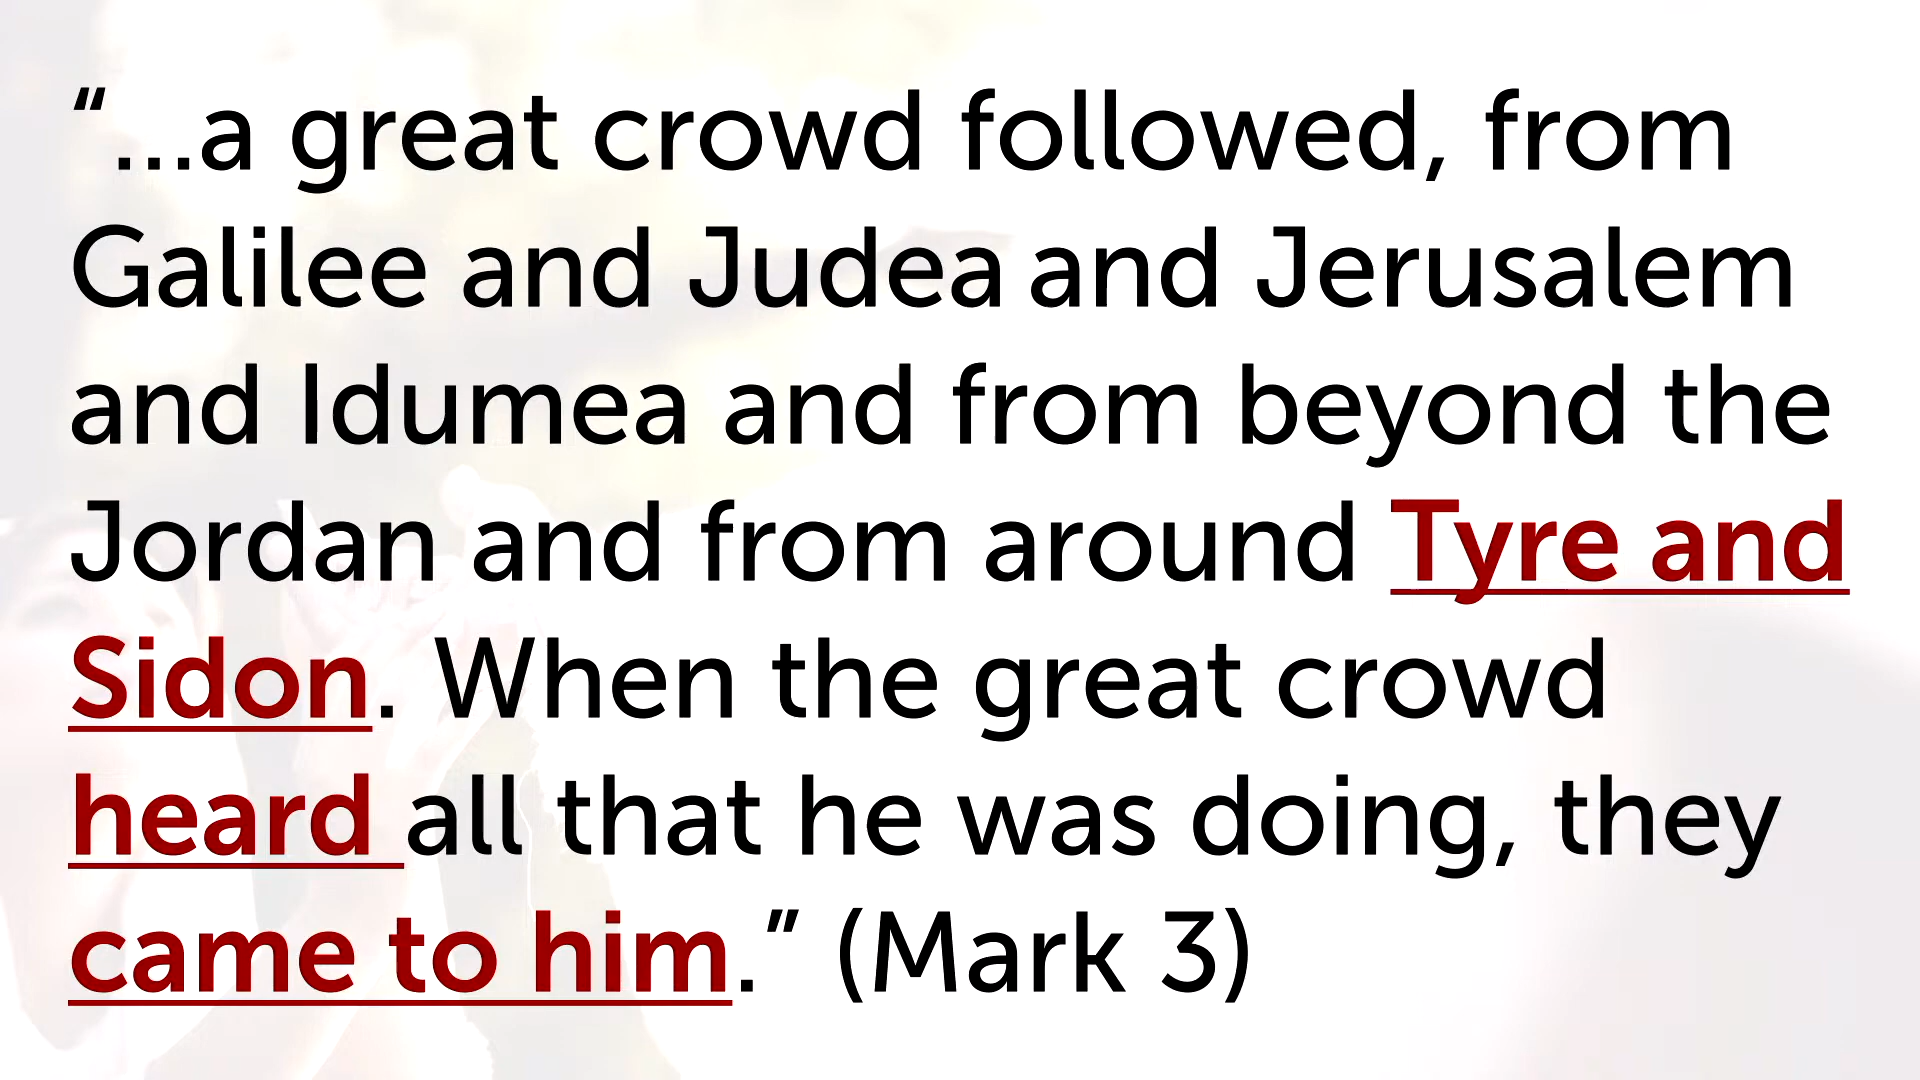 “...a great crowd followed, from
Galilee and Judea and Jerusalem
and Idumea and from beyond the
Jordan and from around Tyre and
Sidon. When the great crowd
heard all that he was doing, they
came to him.” (Mark 3)